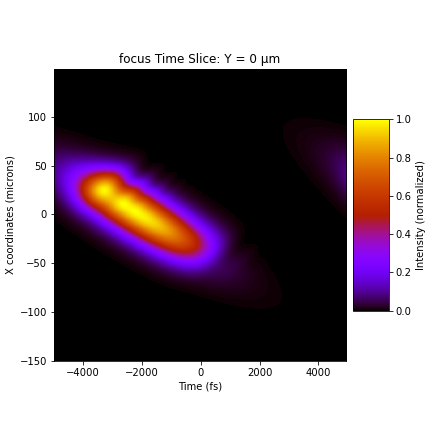 focus Time Slice: Y = 0 μm
X coordinates (microns)
100
50
0
−50
−100
−150
−4000 −2000 0 2000 4000
Time (fs)
1.0
0.8
0.6
0.4
0.2
0.0
Intensity (normalized)